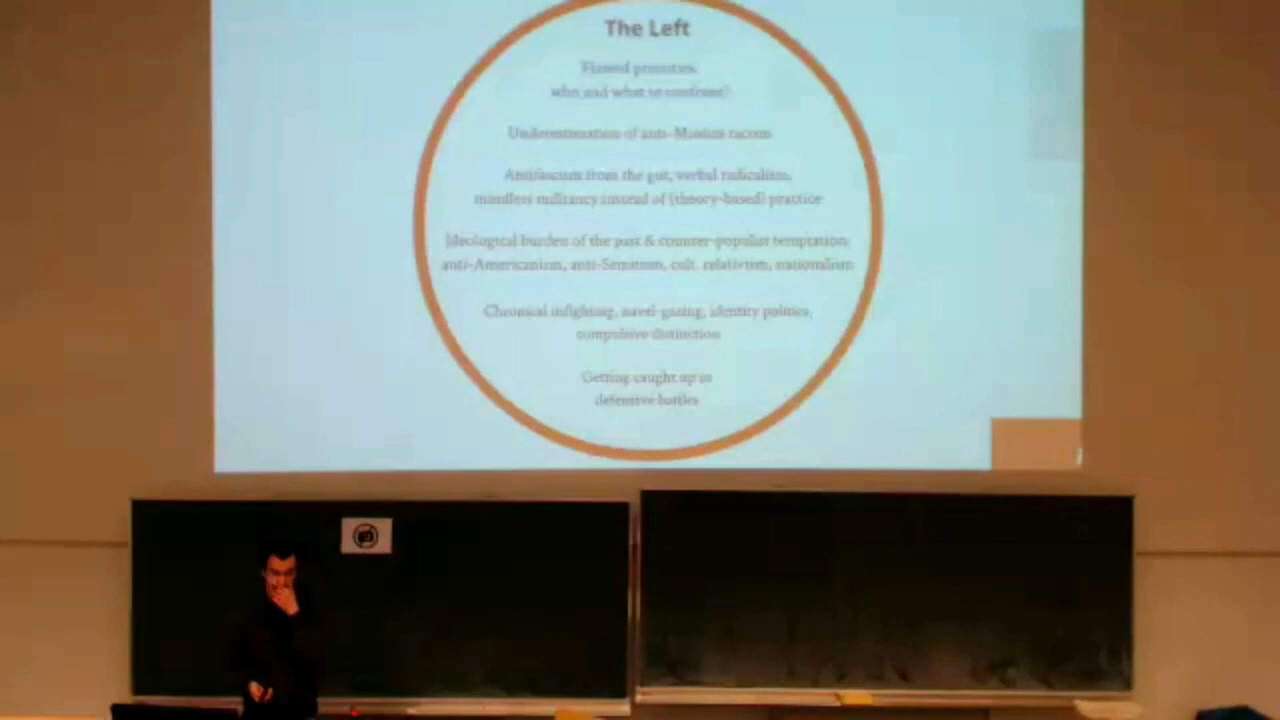 The Left
priorities
who and what to confront?
Underestimation of anti-Muslim racism
Antifascism from the gut, verbal radicalism,
mindless militancy instead of (theory-based) practice
Ideological burden of the past & counter-populist temptation:
anti-Americanism, anti-Semitism, cult. relativism, nationalism
Chronical infighting, navel-gazing, identity politics,
compulsive distinction
Getting caught up in
defensive battles